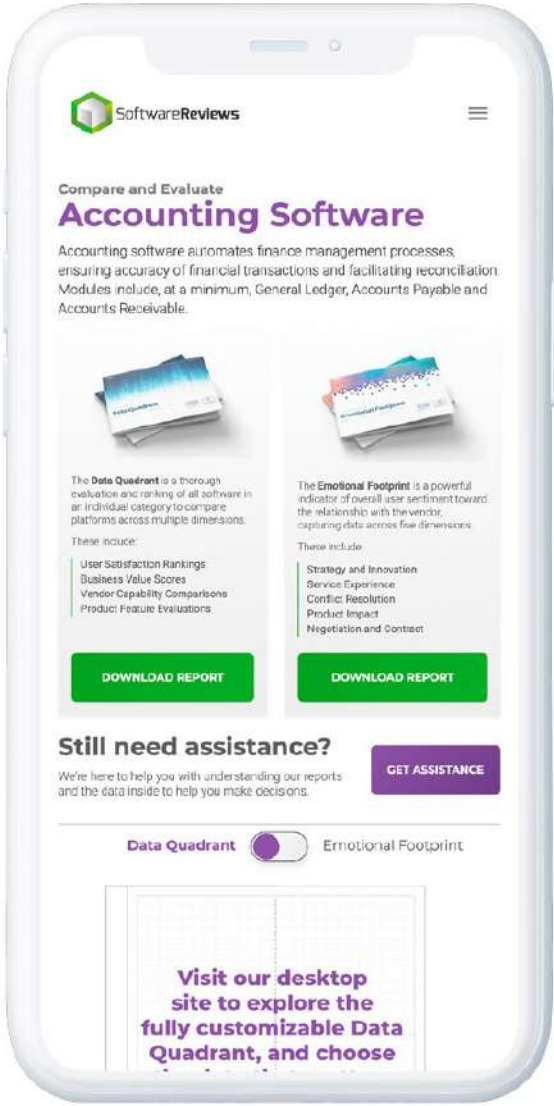 SoftwareReviews
Compare and Evaluate
Accounting Software
Accounting software automates finance management processes,
ensuring accuracy of financial transactions and facilitating reconciliation.
Modules include, at a minimum, General Ledger, Accounts Payable and
Accounts Receivable.
Data Quadrant
The Data Quadrant is a thorough
evaluation and ranking of all software in
an individual category to compare
platforms across multiple dimensions.
These include:
User Satisfaction Rankings
Business Value Scores
Vendor Capability Comparisons
Product Feature Evaluations
DOWNLOAD REPORT
Emotional Footprint
The Emotional Footprint is a powerful
indicator of overall user sentiment toward
the relationship with the vendor,
capturing data across five dimensions.
These include
Strategy and Innovation
Service Experience
Conflict Resolution
Product Impact
Negotiation and Contract
DOWNLOAD REPORT
Still need assistance?
We're here to help you with understanding our reports
and the data inside to help you make decisions.
GET ASSISTANCE
Data Quadrant
Emotional Footprint
Visit our desktop
site to explore the
fully customizable Data
Quadrant, and choose